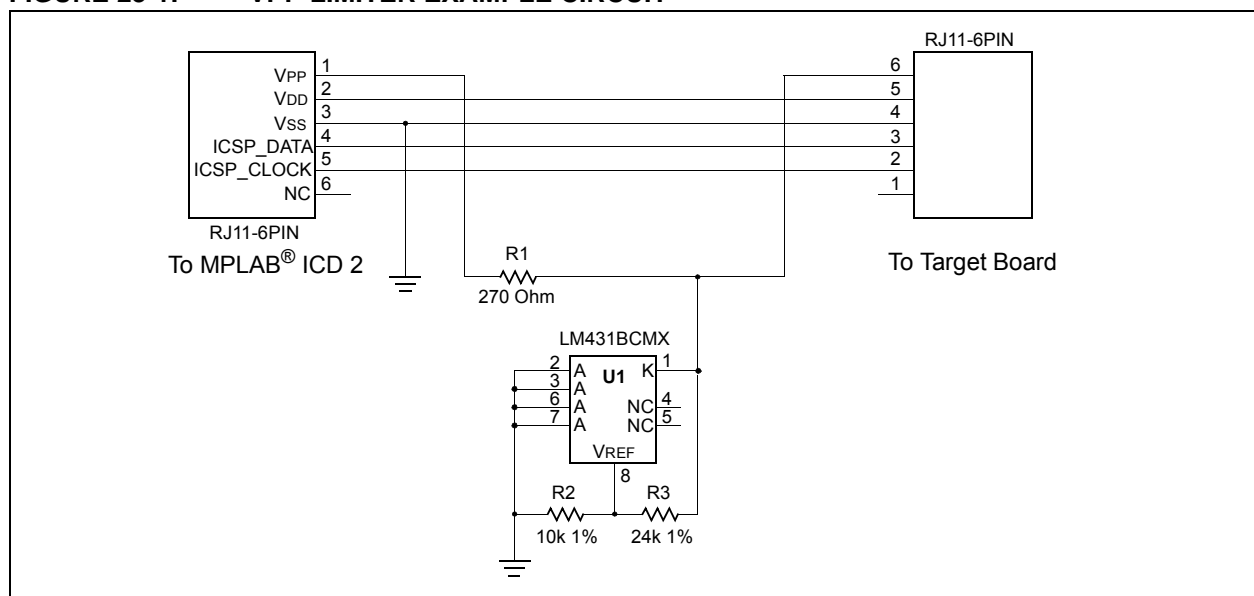 FIGURE VPP LIMITER EXAMPLE CIRCUIT
RJ11-6PIN
VPP 1
VDD 2
VSS 3
ICSP_DATA 4
ICSP_CLOCK 5
NC 6
RJ11-6PIN
To MPLAB® ICD 2
6
5
4
3
2
1
To Target Board
R1
270 Ohm
LM431BCMX
2 A U1 K 1
3 A
6 A NC 4
7 A NC 5
VREF
8
R2 R3
10k 1% 24k 1%